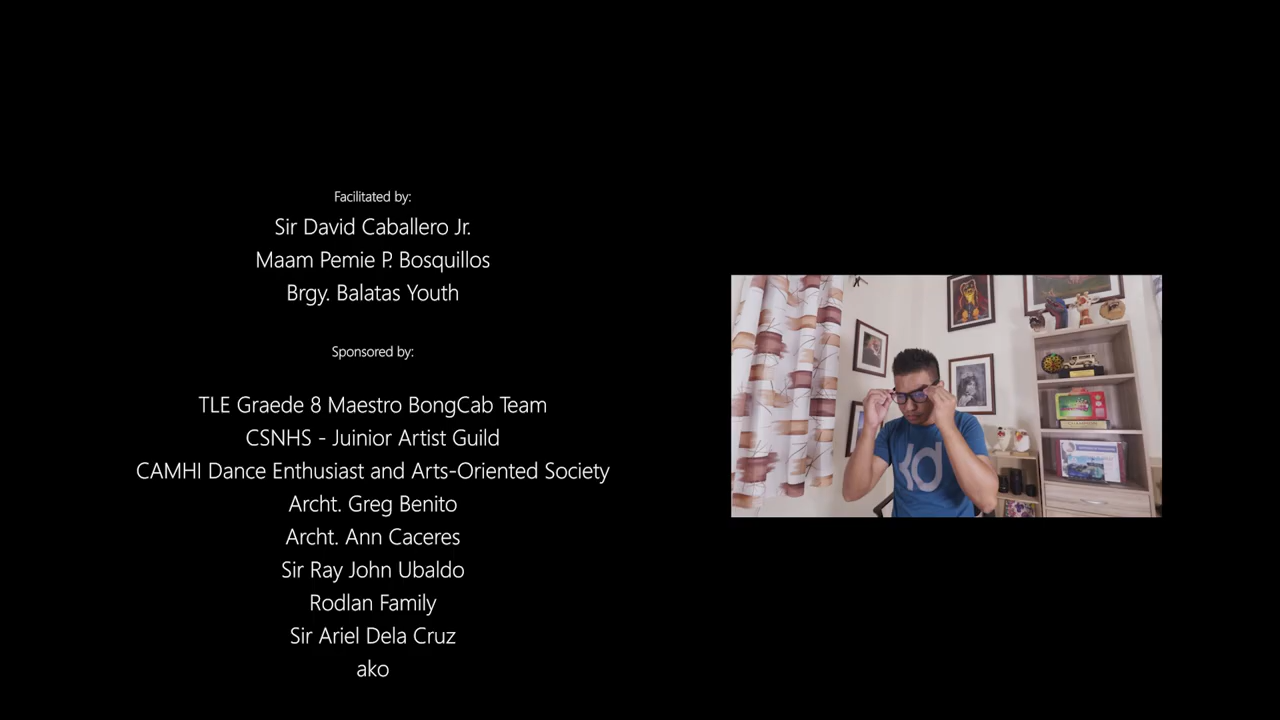 Facilitated by:
Sir David Caballero Jr.
Maam Pemie P. Bosquillos
Brgy. Balatas Youth
Sponsored by:
TLE Graede 8 Maestro BongCab Team
CSNHS - Juinior Artist Guild
CAMHI Dance Enthusiast and Arts-Oriented Society
Archt. Greg Benito
Archt. Ann Caceres
Sir Ray John Ubaldo
Rodlan Family
Sir Ariel Dela Cruz
ako